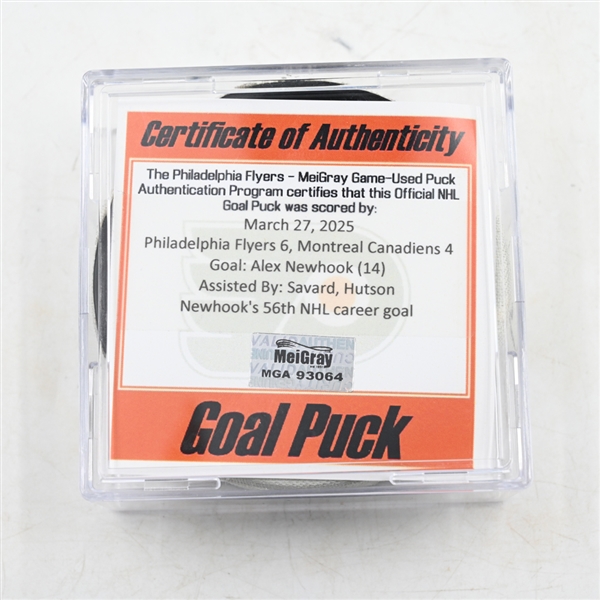 Certificate of Authenticity
The Philadelphia Flyers - MeiGray Game-Used Puck
Authentication Program certifies that this Official NHL
Goal Puck was scored by:
March 27, 2025
Philadelphia Flyers 6, Montreal Canadiens 4
Goal: Alex Newhook (14)
Assisted By: Savard, Hutson
Newhook's 56th NHL career goal
MeiGray
MGA 93064
Goal Puck